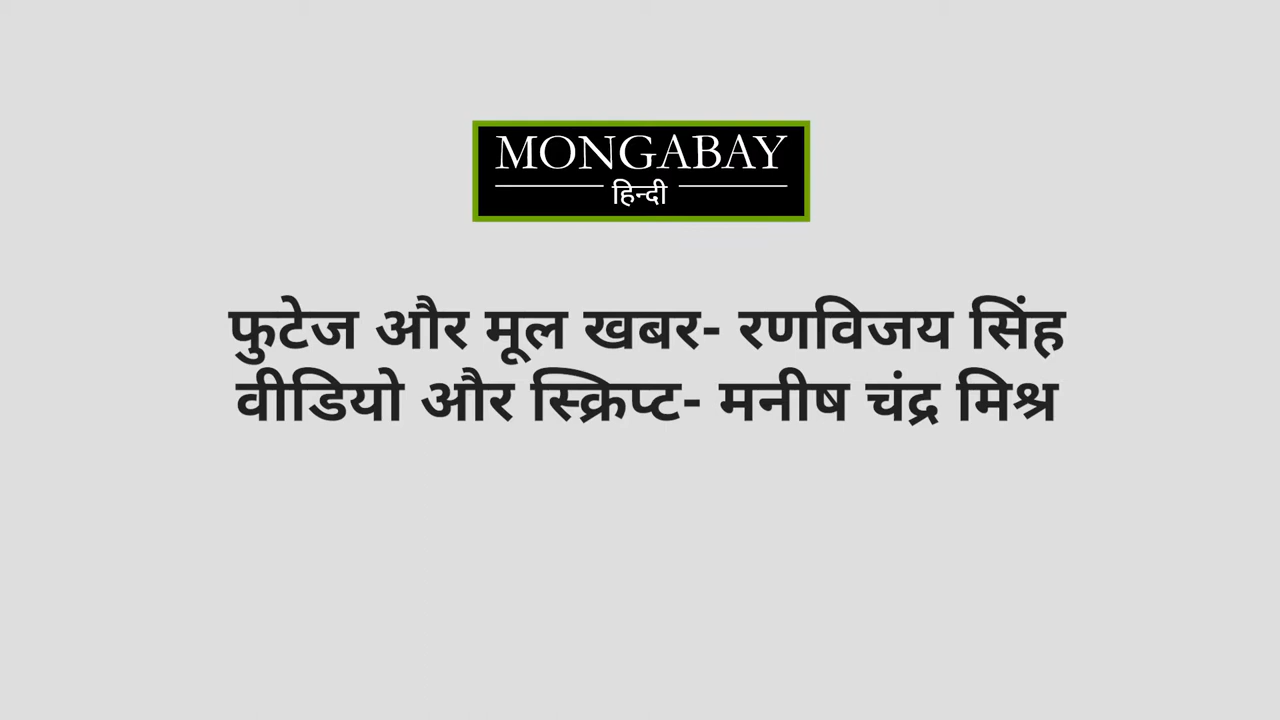 MONGABAY
हिन्दी
फुटेज और मूल खबर- रणविजय सिंह
वीडियो और स्क्रिप्ट- मनीष चंद्र मिश्र